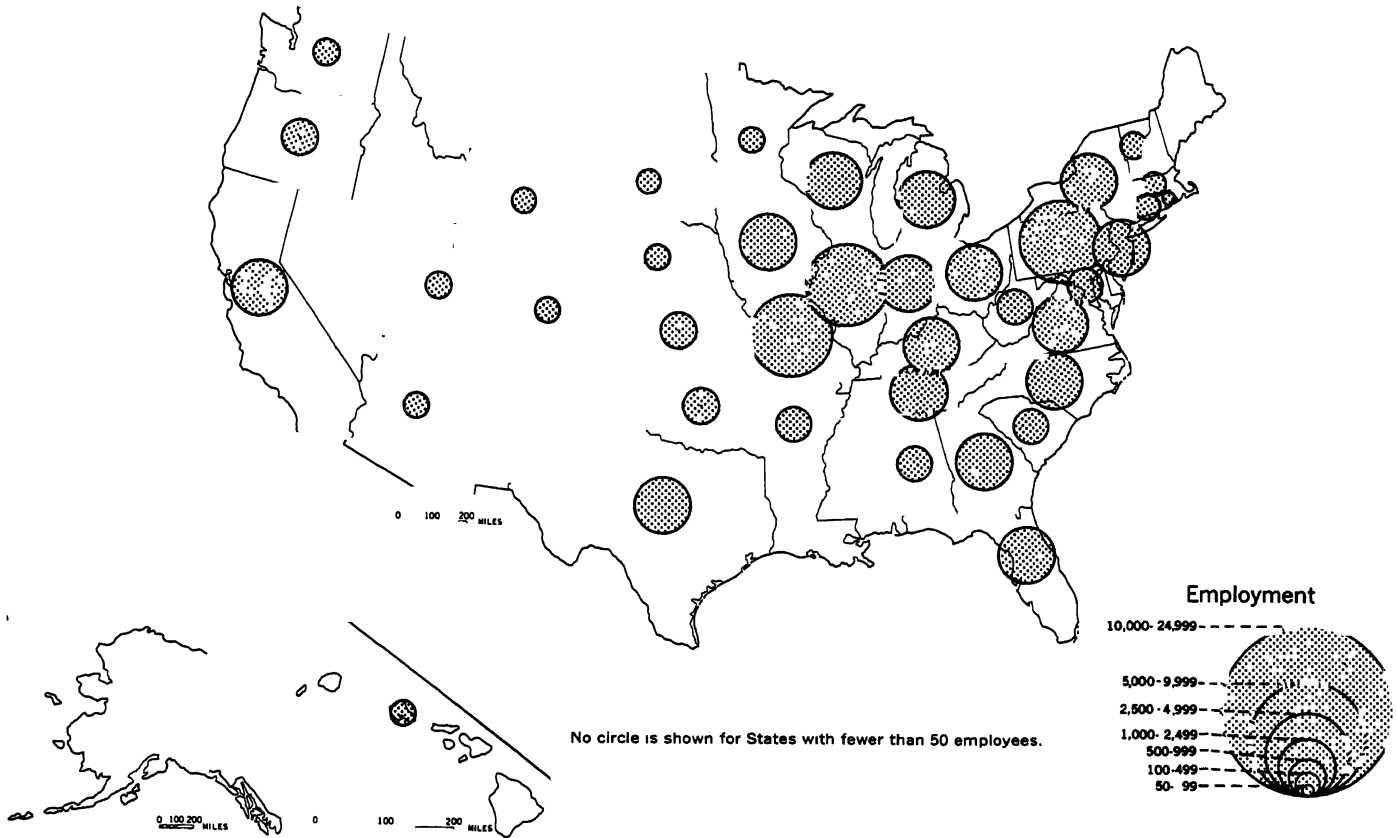 0 100 200 MILES
Employment
10,000-24,999
5,000-9,999
2,500-4,999
1,000-2,499
500-999
100-499
50-99
No circle is shown for States with fewer than 50 employees.
0 100 200 MILES
0 100 200 MILES